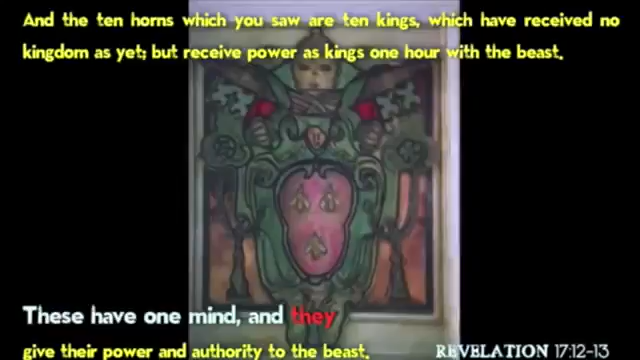 And the ten horns which you saw are ten kings, which have received no
kingdom as yet; but receive power as kings one hour with the beast.
These have one mind, and they
give their power and authority to the beast.
REVELATION 17:12-13